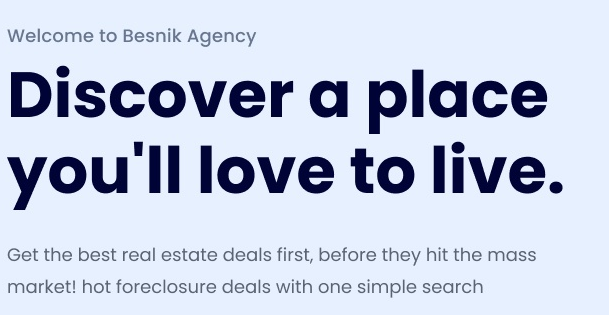 Welcome to Besnik Agency
Discover a place
you'll love to live.
Get the best real estate deals first, before they hit the mass
market! hot foreclosure deals with one simple search